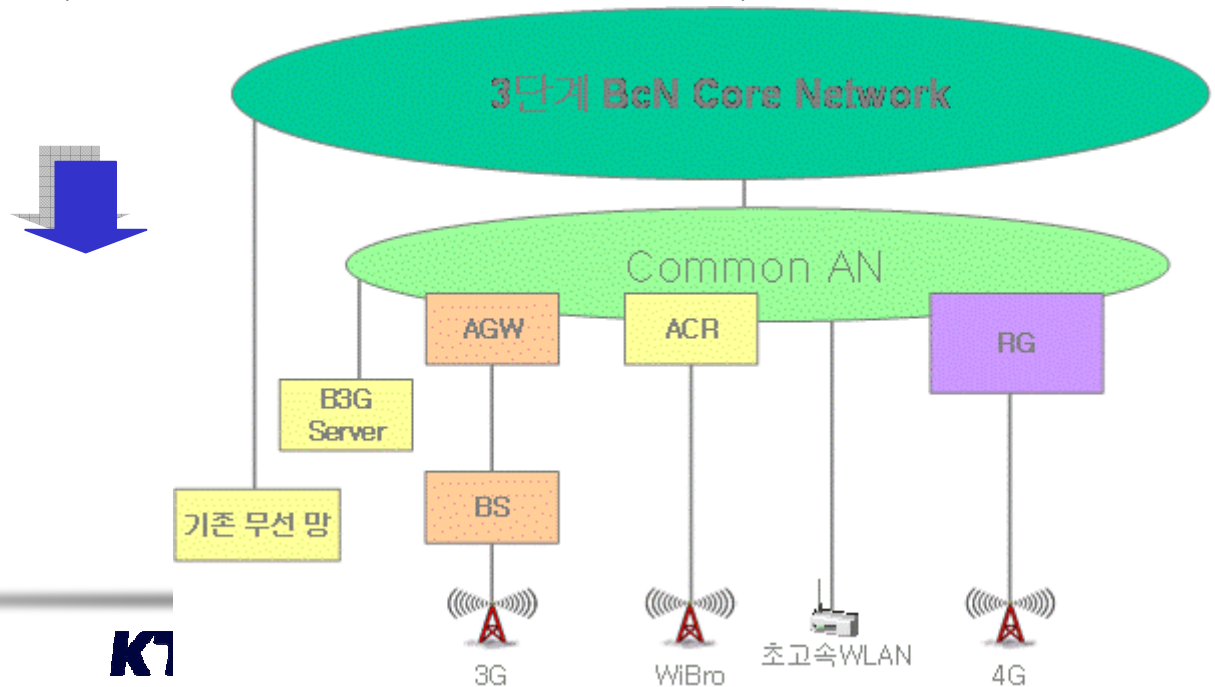 3단계 BcN Core Network
Common AN
AGW
ACR
RG
B3G
Server
BS
기존 무선 망
KT
3G
WiBro
초고속WLAN
4G